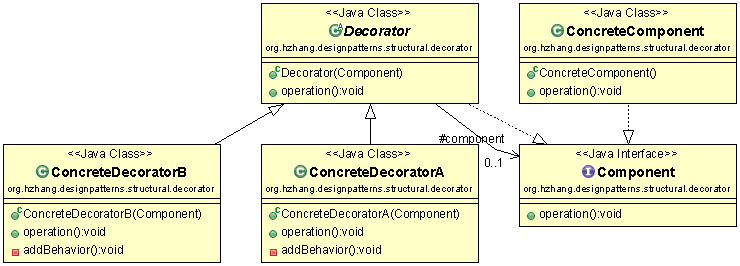 <<Java Class>>
Decorator
org.hzhang.designpatterns.structural.decorator
Decorator(Component)
operation():void
<<Java Class>>
ConcreteComponent
org.hzhang.designpatterns.structural.decorator
ConcreteComponent()
operation():void
#component
0..1
<<Java Class>>
ConcreteDecoratorB
org.hzhang.designpatterns.structural.decorator
ConcreteDecoratorB(Component)
operation():void
addBehavior():void
<<Java Class>>
ConcreteDecoratorA
org.hzhang.designpatterns.structural.decorator
ConcreteDecoratorA(Component)
operation():void
addBehavior():void
<<Java Interface>>
Component
org.hzhang.designpatterns.structural.decorator
operation():void